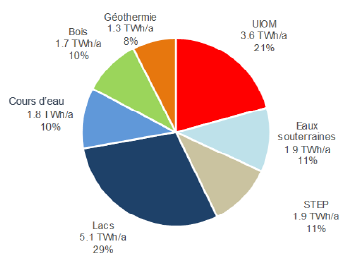 Géothermie
1.3 TWh/a
8%
UIOM
3.6 TWh/a
21%
Bois
1.7 TWh/a
10%
Cours d'eau
1.8 TWh/a
10%
Eaux
souterraines
1.9 TWh/a
11%
STEP
1.9 TWh/a
11%
Lacs
5.1 TWh/a
29%